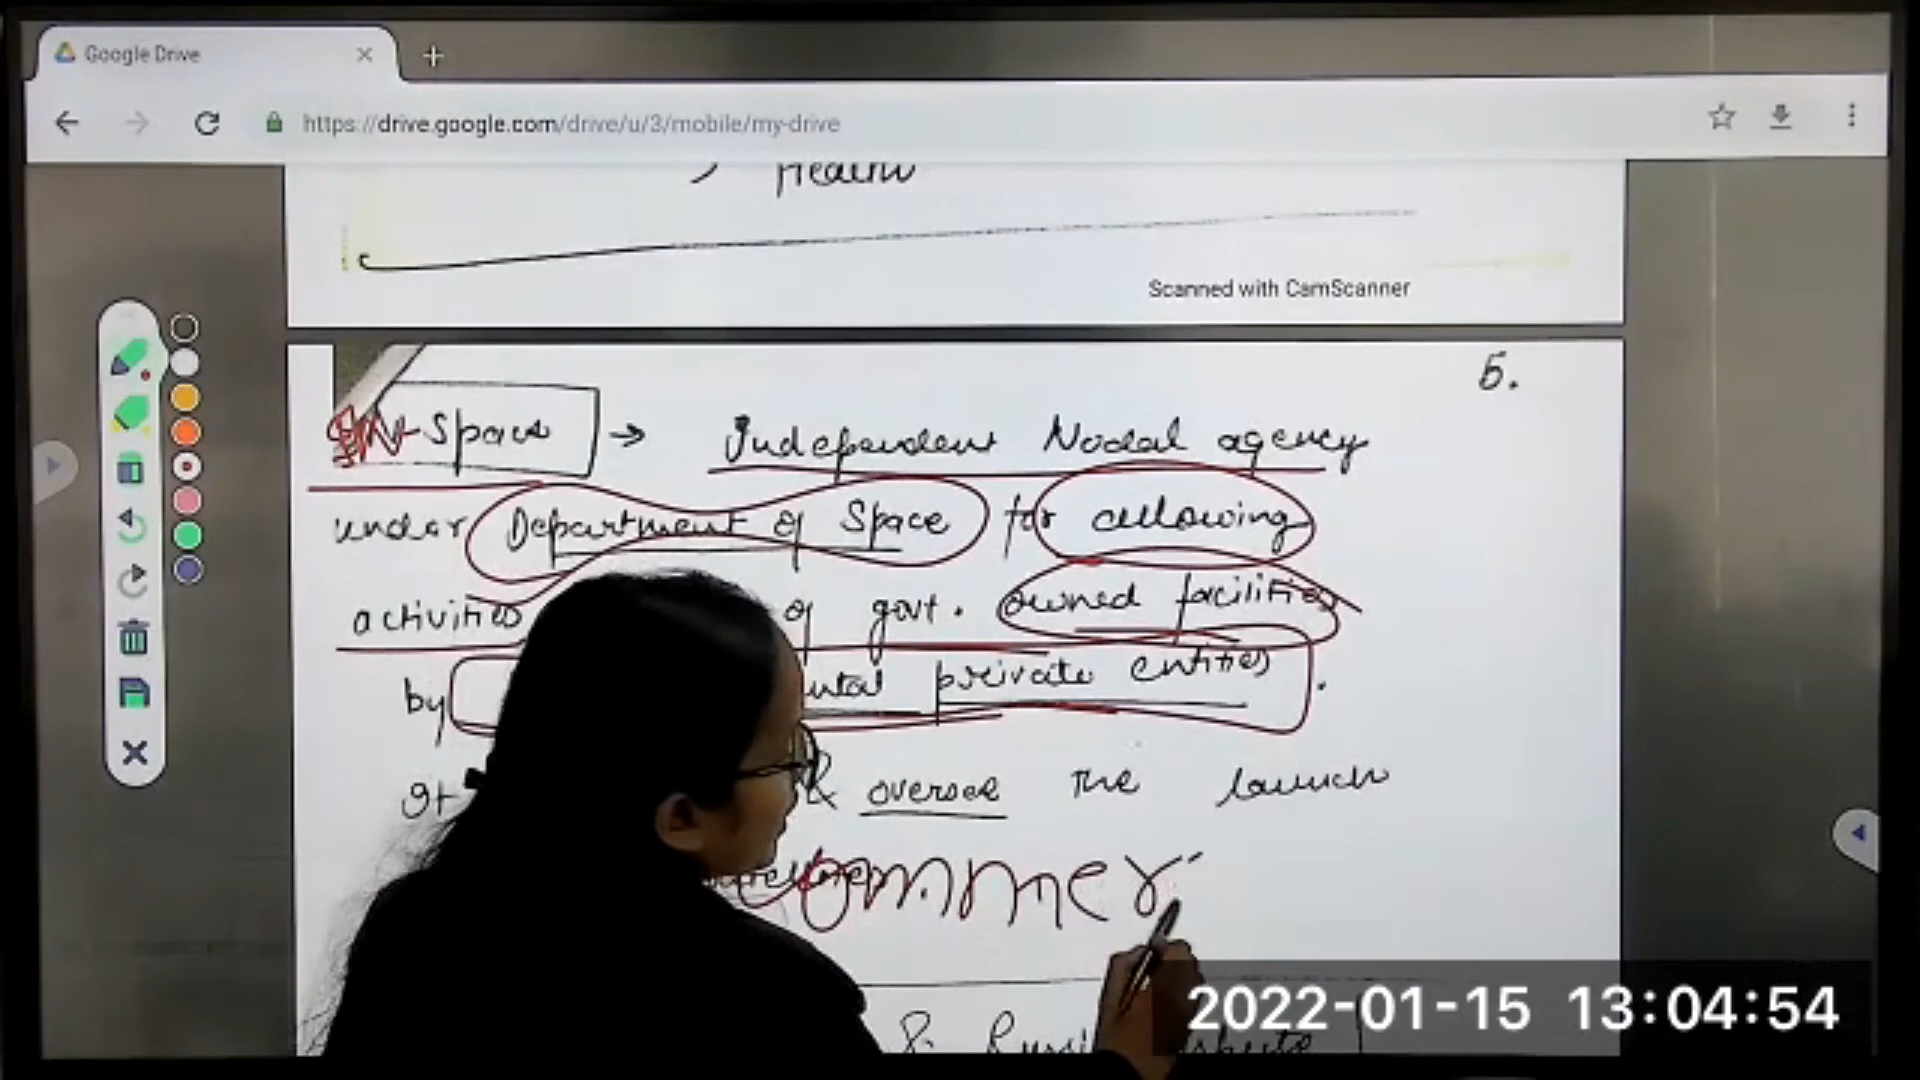 Google Drive
https://drive.google.com/drive/u/3/mobile/my-drive
Health
Scanned with CamScanner
5.
IN-Space → Independent Nodal agency
under Department of Space for allowing
activities of govt. owned facilities
by private entities.
It & oversee the launch
commer
&
2022-01-15 13:04:54